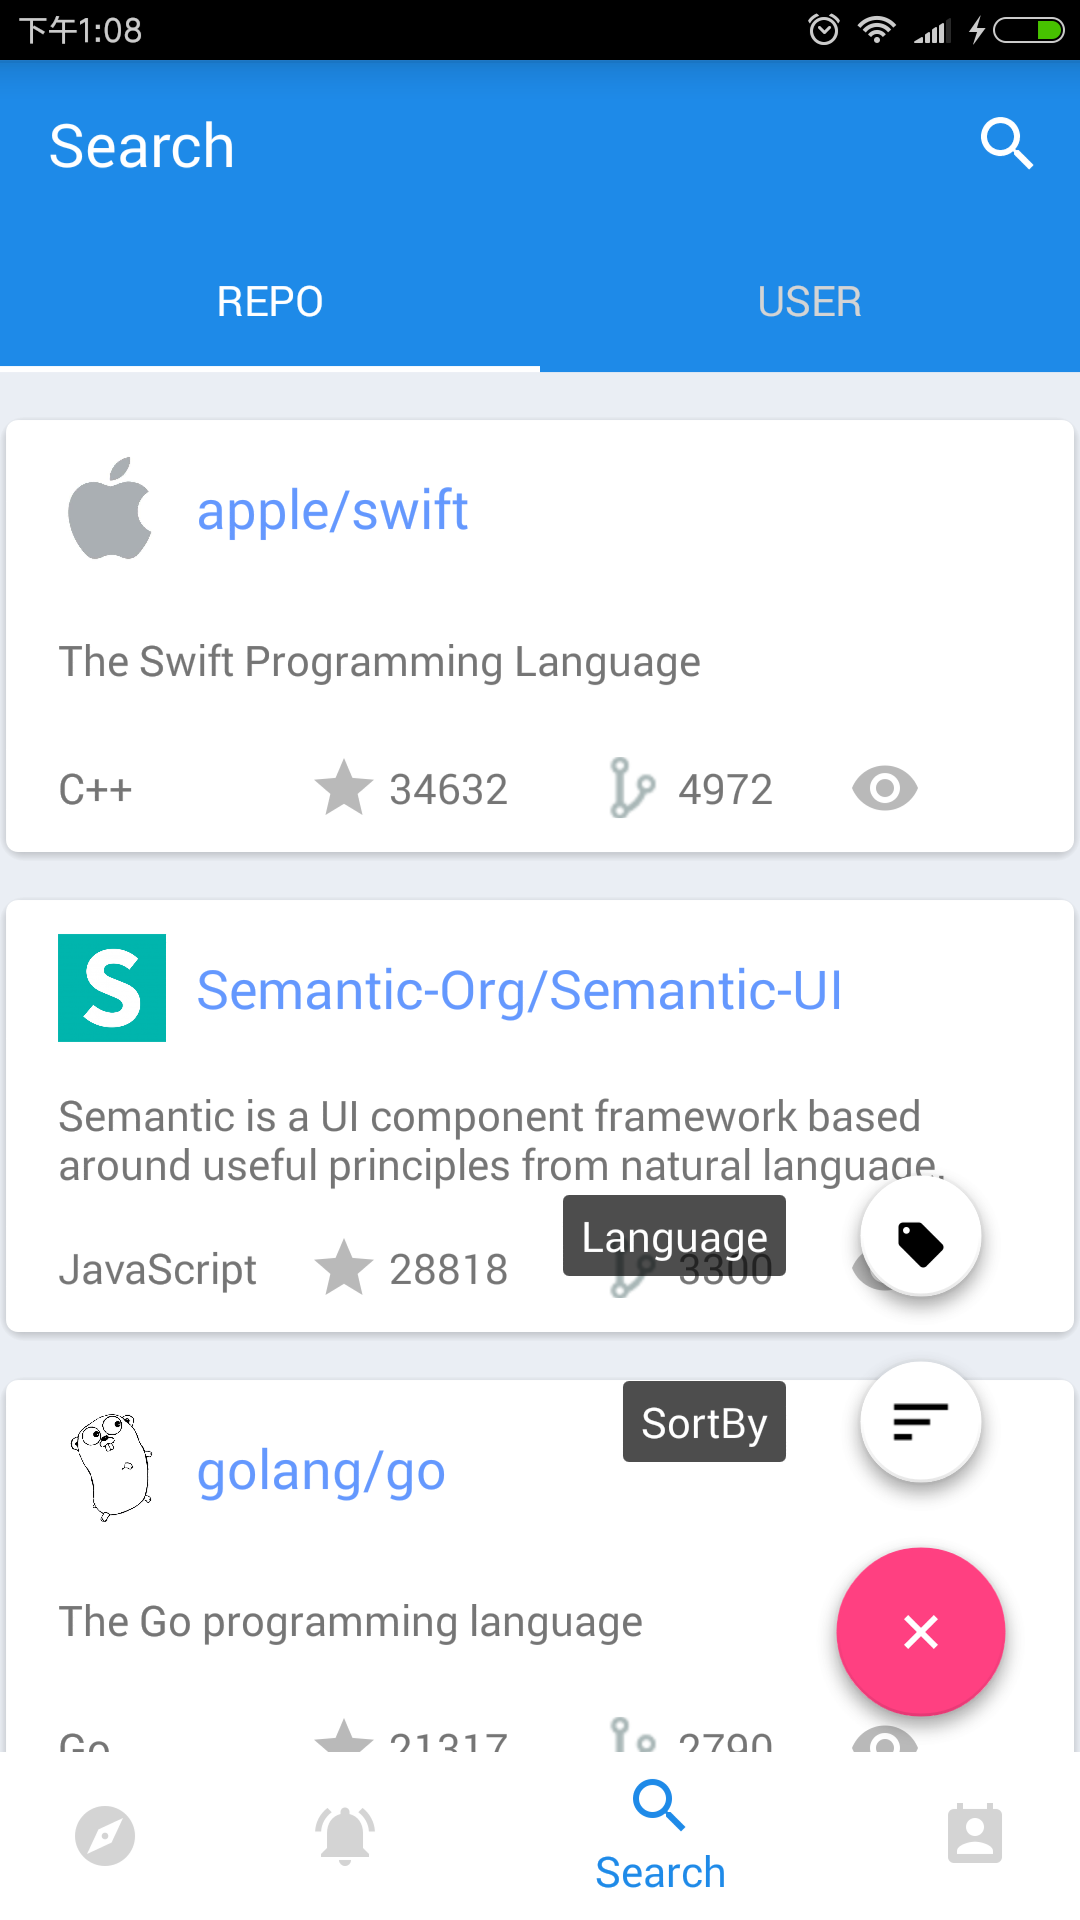 下午1:08
Search
REPO
USER
apple/swift
The Swift Programming Language
C++
34632
4972
S
Semantic-Org/Semantic-UI
Semantic is a UI component framework based
around useful principles from natural language.
Language
JavaScript
28818
3300
SortBy
golang/go
The Go programming language
Go
21317
2790
Search